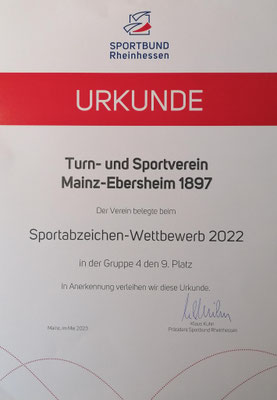 SPORTBUND
Rheinhessen
URKUNDE
Turn- und Sportverein
Mainz-Ebersheim 1897
Der Verein belegte beim
Sportabzeichen-Wettbewerb 2022
in der Gruppe 4 den 9. Platz
In Anerkennung verleihen wir diese Urkunde.
Mainz, im Mai 2023
Klaus Kuhn
Präsident Sportbund Rheinhessen